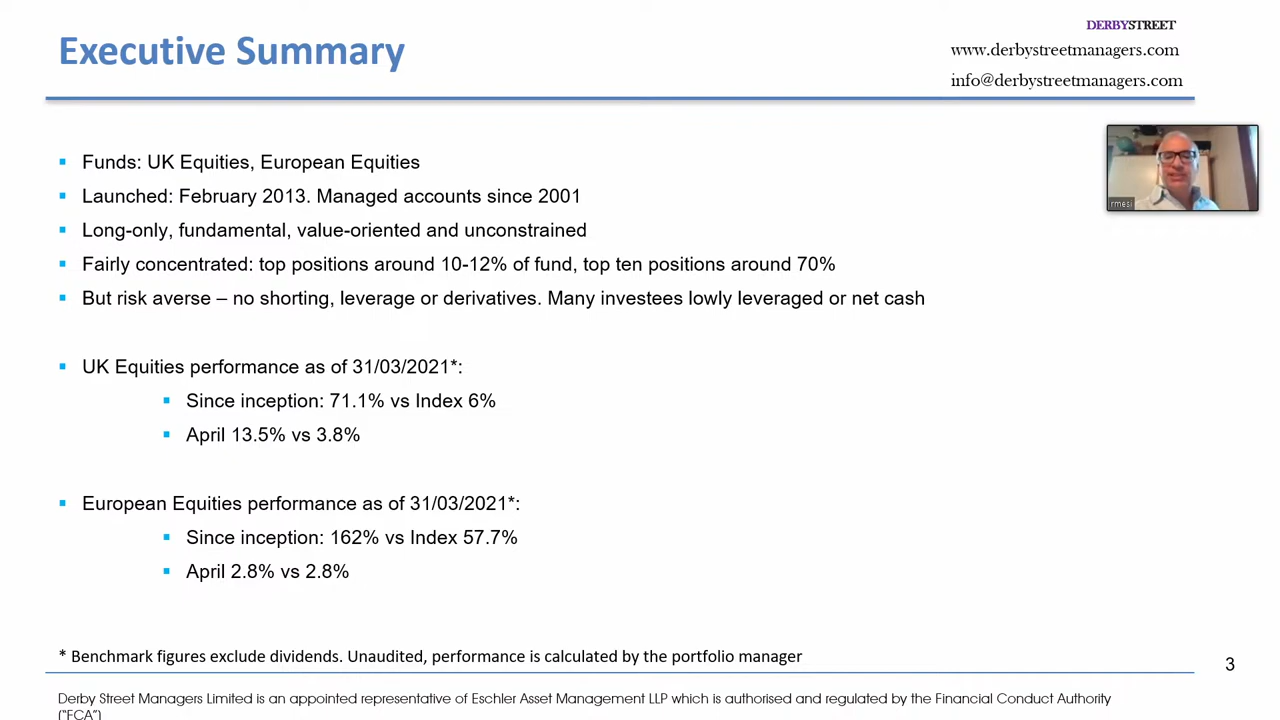 Executive Summary
DERBYSTREET
www.derbystreetmanagers.com
info@derbystreetmanagers.com
Funds: UK Equities, European Equities
Launched: February 2013. Managed accounts since 2001
Long-only, fundamental, value-oriented and unconstrained
Fairly concentrated: top positions around 10-12% of fund, top ten positions around 70%
But risk averse – no shorting, leverage or derivatives. Many investees lowly leveraged or net cash
rmesi
UK Equities performance as of 31/03/2021*:
Since inception: 71.1% vs Index 6%
April 13.5% vs 3.8%
European Equities performance as of 31/03/2021*:
Since inception: 162% vs Index 57.7%
April 2.8% vs 2.8%
* Benchmark figures exclude dividends. Unaudited, performance is calculated by the portfolio manager
3
Derby Street Managers Limited is an appointed representative of Eschler Asset Management LLP which is authorised and regulated by the Financial Conduct Authority
("FCA")